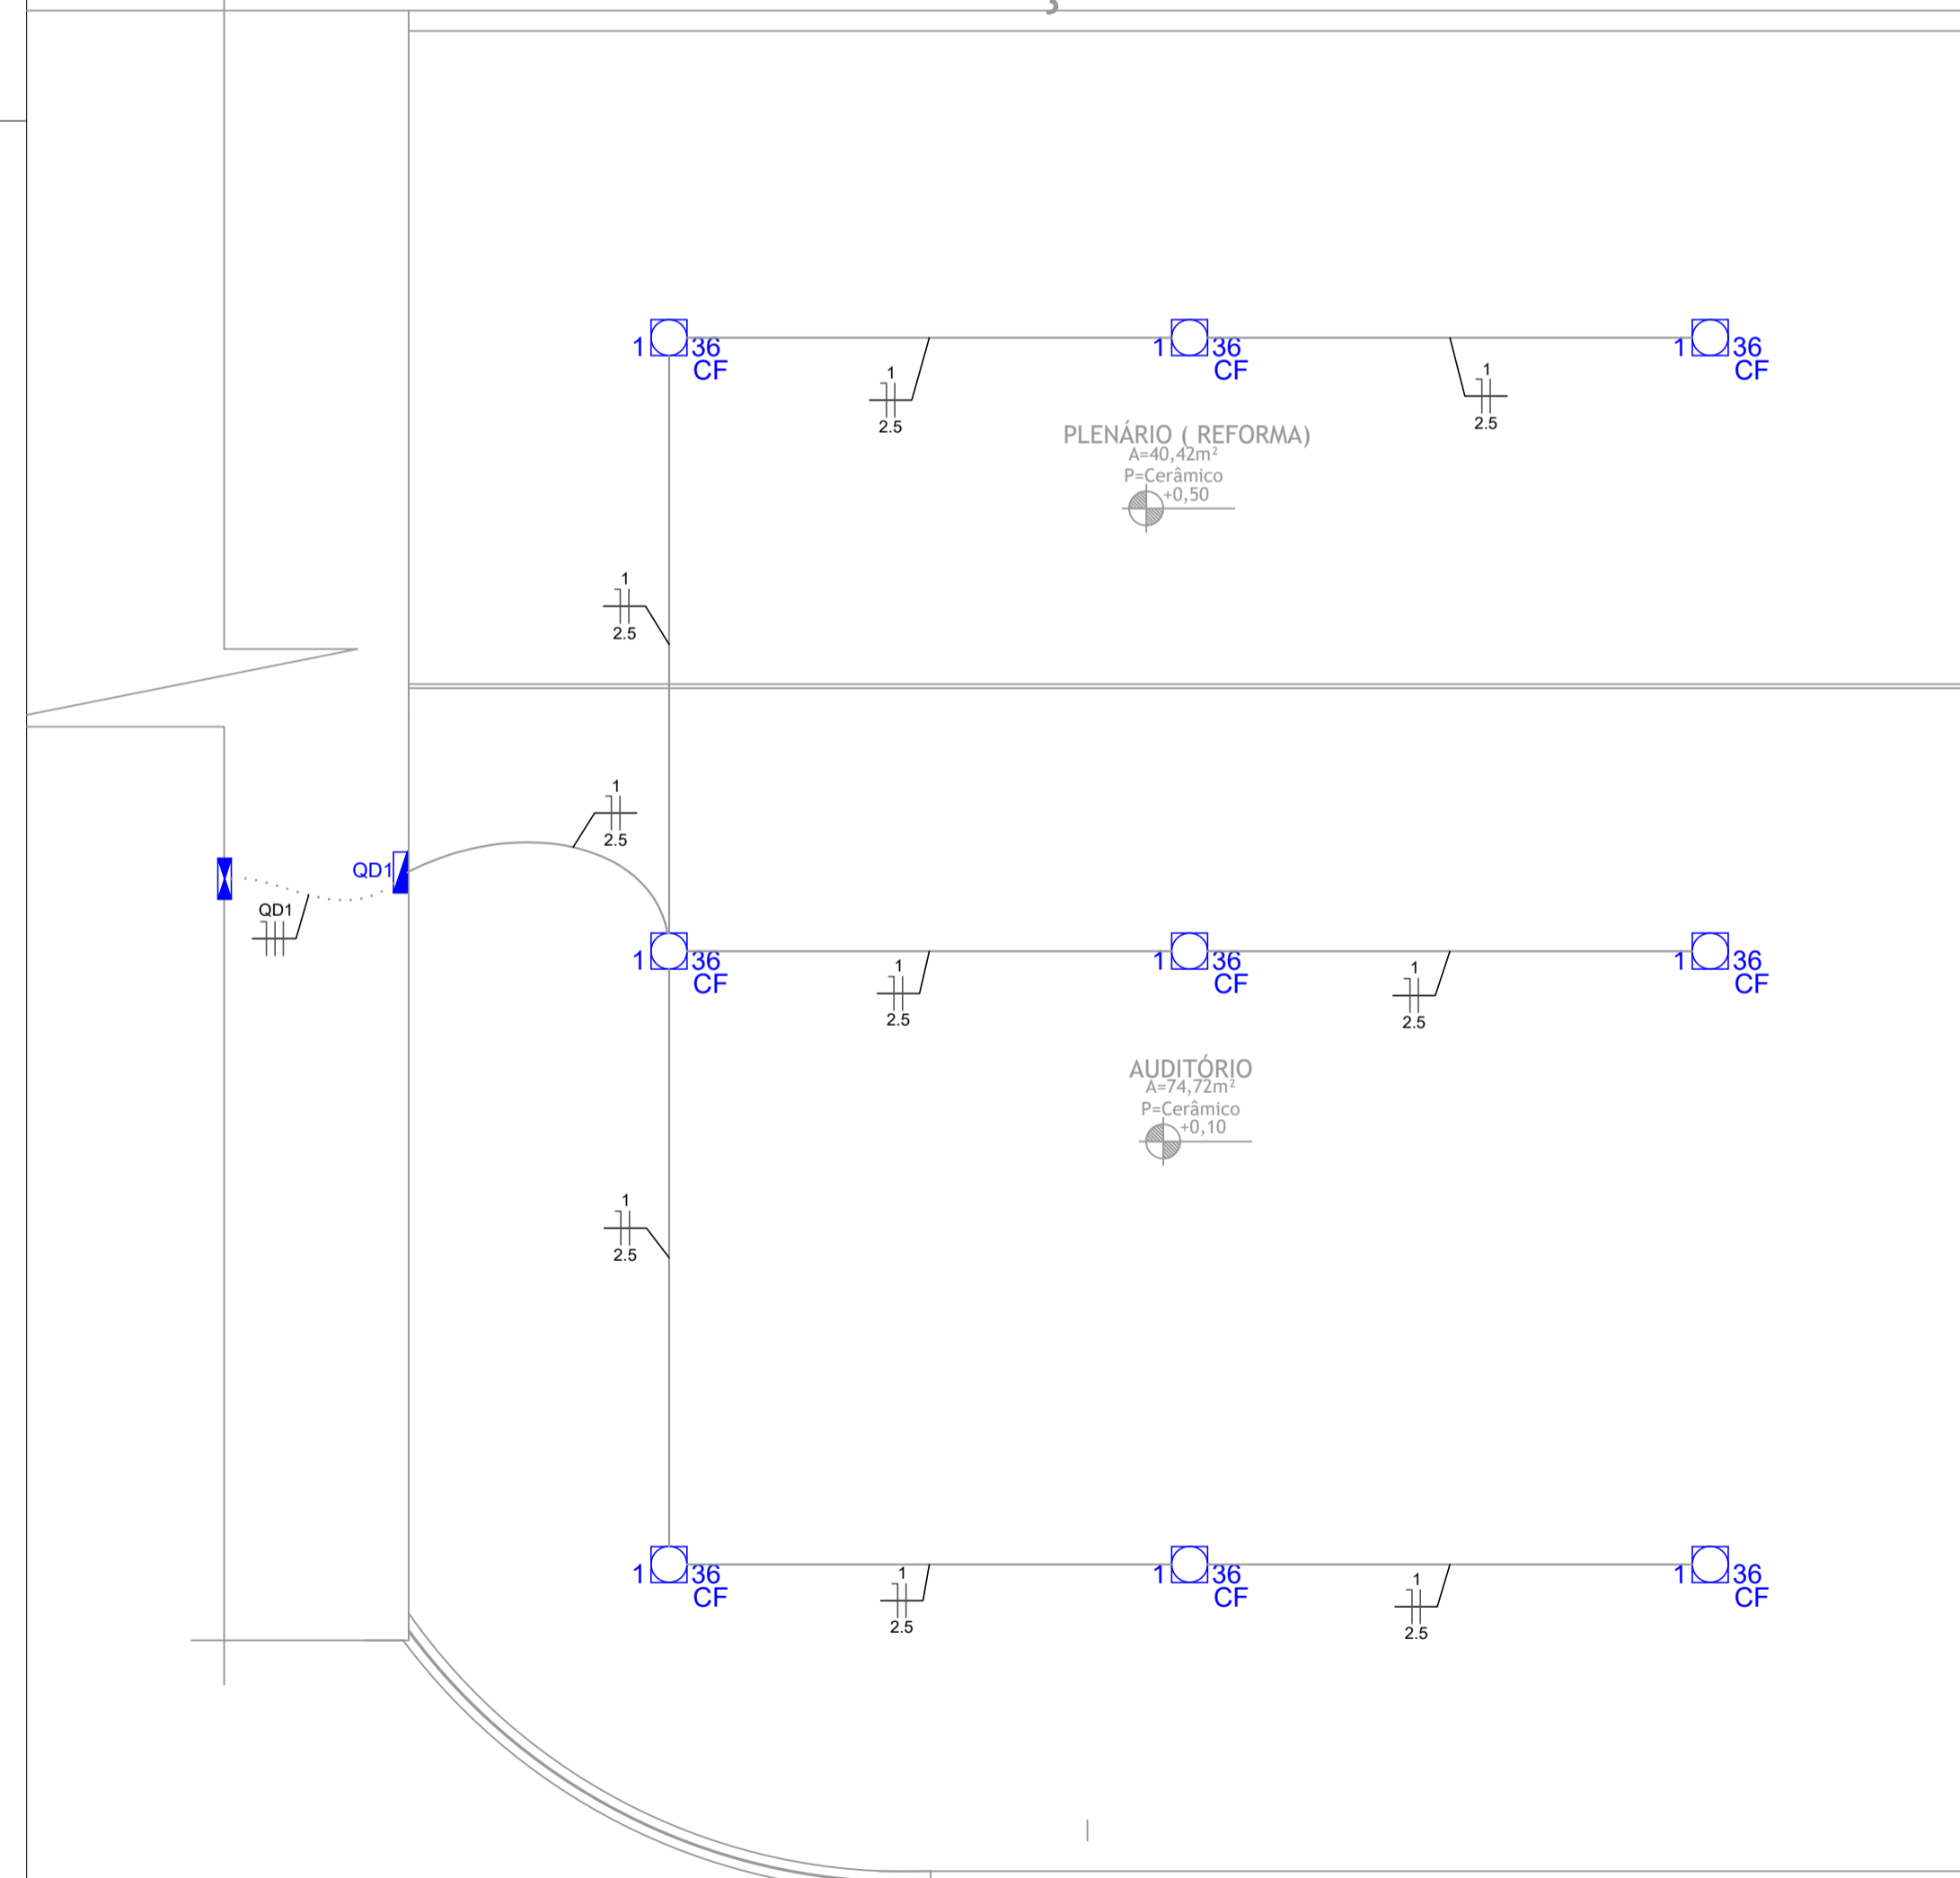 1 36 1 36 1 36
CF CF CF
1 1
2.5 2.5
PLENÁRIO ( REFORMA)
A=40,42m²
P=Cerâmico
+0,50
1
2.5
1
2.5
QD1
QD1
1 36 1 36 1 36
CF CF CF
1 1
2.5 2.5
AUDITÓRIO
A=74,72m²
P=Cerâmico
+0,10
1
2.5
1 36 1 36 1 36
CF CF CF
1 1
2.5 2.5